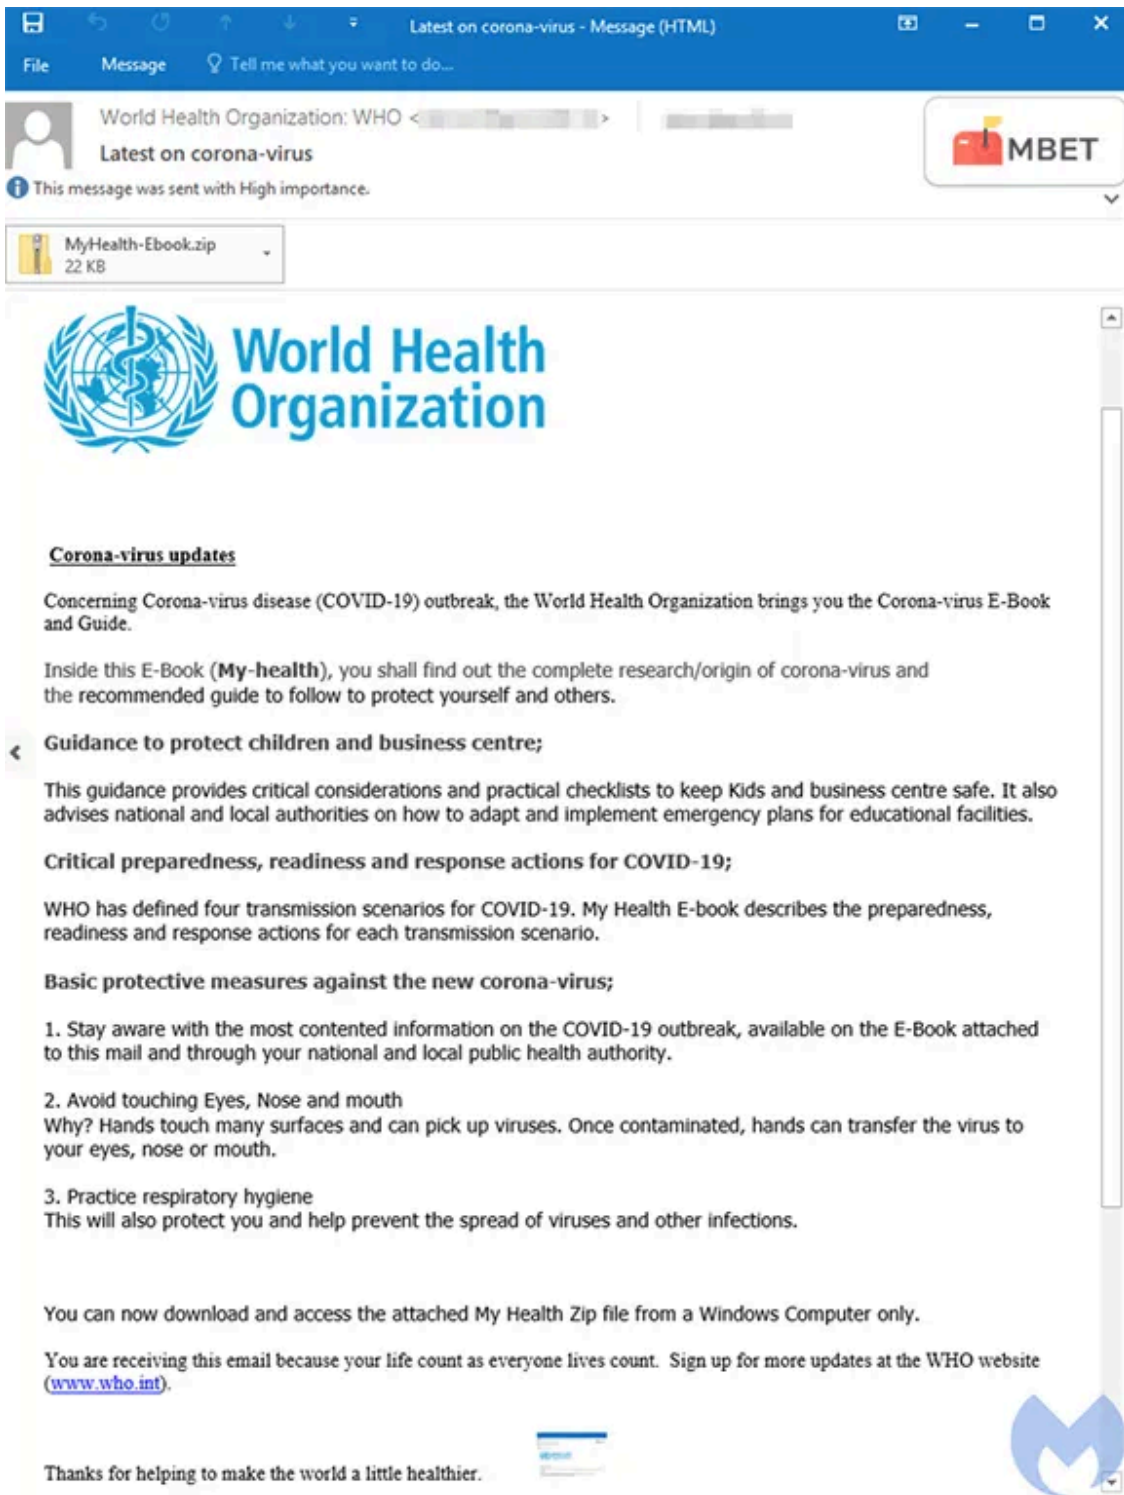 Latest on corona-virus - Message (HTML)
File Message Tell me what you want to do...
World Health Organization: WHO < >
Latest on corona-virus
MBET
This message was sent with High importance.
MyHealth-Ebook.zip
22 KB
World Health
Organization
Corona-virus updates
Concerning Corona-virus disease (COVID-19) outbreak, the World Health Organization brings you the Corona-virus E-Book
and Guide.
Inside this E-Book (My-health), you shall find out the complete research/origin of corona-virus and
the recommended guide to follow to protect yourself and others.
Guidance to protect children and business centre;
This guidance provides critical considerations and practical checklists to keep Kids and business centre safe. It also
advises national and local authorities on how to adapt and implement emergency plans for educational facilities.
Critical preparedness, readiness and response actions for COVID-19;
WHO has defined four transmission scenarios for COVID-19. My Health E-book describes the preparedness,
readiness and response actions for each transmission scenario.
Basic protective measures against the new corona-virus;
1. Stay aware with the most contented information on the COVID-19 outbreak, available on the E-Book attached
to this mail and through your national and local public health authority.
2. Avoid touching Eyes, Nose and mouth
Why? Hands touch many surfaces and can pick up viruses. Once contaminated, hands can transfer the virus to
your eyes, nose or mouth.
3. Practice respiratory hygiene
This will also protect you and help prevent the spread of viruses and other infections.
You can now download and access the attached My Health Zip file from a Windows Computer only.
You are receiving this email because your life count as everyone lives count. Sign up for more updates at the WHO website
(www.who.int).
Thanks for helping to make the world a little healthier.